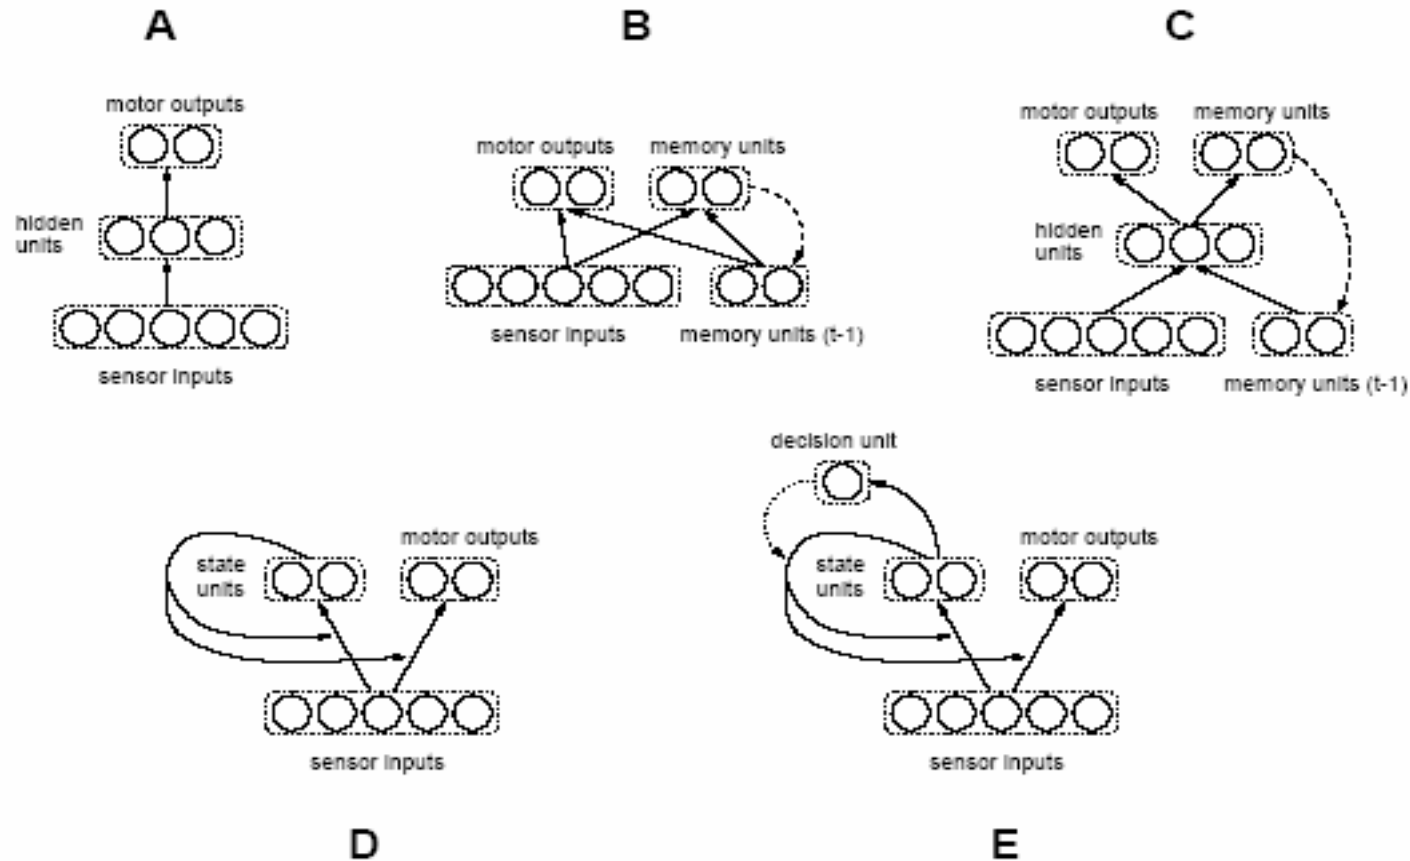 A
B
C
motor outputs
hidden
units
sensor inputs
motor outputs
memory units
sensor inputs
memory units (t-1)
motor outputs
memory units
hidden
units
sensor inputs
memory units (t-1)
state
units
motor outputs
sensor inputs
decision unit
state
units
motor outputs
sensor inputs
D
E